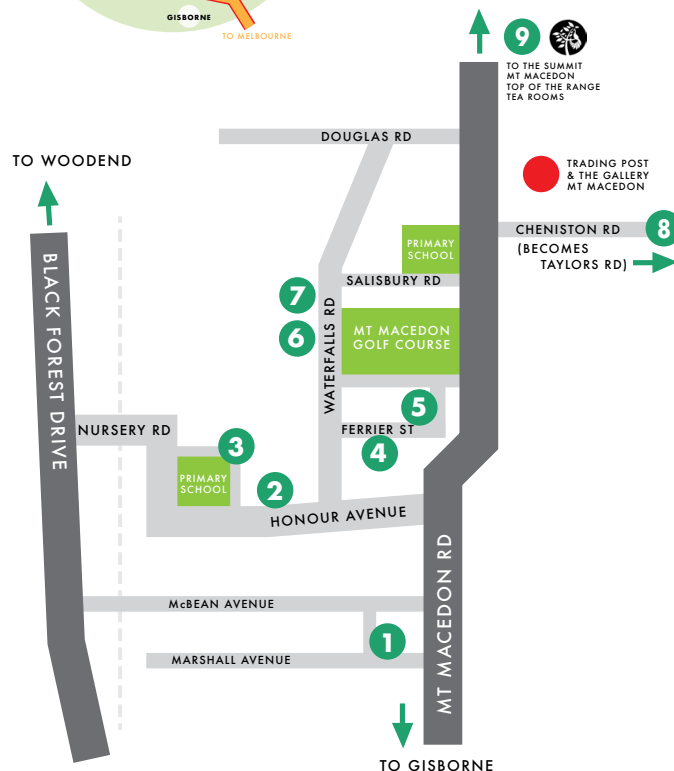 GISBORNE
TO MELBOURNE
9
TO THE SUMMIT
MT MACEDON
TOP OF THE RANGE
TEA ROOMS
DOUGLAS RD
TO WOODEND
TRADING POST
& THE GALLERY
MT MACEDON
CHENISTON RD
8
(BECOMES
TAYLORS RD)
PRIMARY
SCHOOL
SALISBURY RD
7
6
WATERFALLS RD
MT MACEDON
GOLF COURSE
BLACK FOREST DRIVE
5
NURSERY RD
FERRIER ST
3
4
PRIMARY
SCHOOL
2
HONOUR AVENUE
MT MACEDON RD
McBEAN AVENUE
1
MARSHALL AVENUE
TO GISBORNE